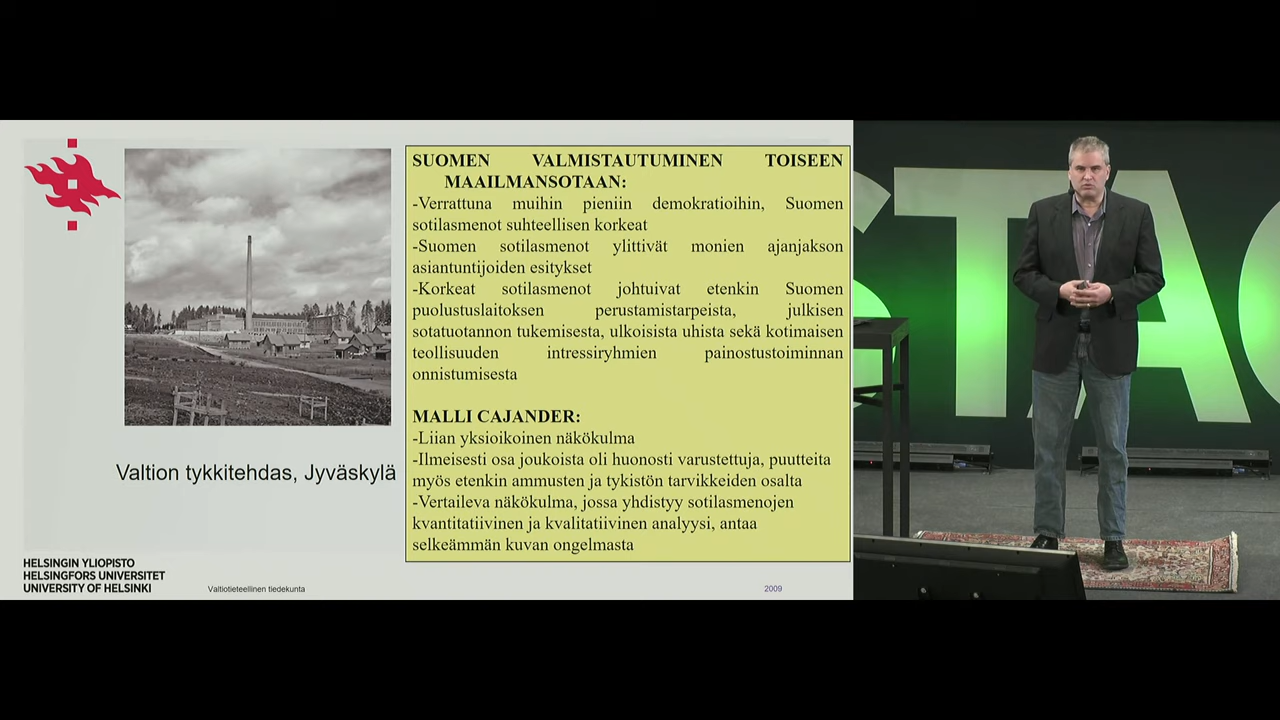 SUOMEN VALMISTAUTUMINEN TOISEEN
MAAILMANSOTAAN:
-Verrattuna muihin pieniin demokratioihin, Suomen
sotilasmenot suhteellisen korkeat
-Suomen sotilasmenot ylittivät monien ajanjakson
asiantuntijoiden esitykset
-Korkeat sotilasmenot johtuivat etenkin Suomen
puolustuslaitoksen perustamistarpeista, julkisen
sotatuotannon tukemisesta, ulkoisista uhista sekä kotimaisen
teollisuuden intressiryhmien painostustoiminnan
onnistumisesta
MALLI CAJANDER:
-Liian yksioikoinen näkökulma
-Ilmeisesti osa joukoista oli huonosti varustettuja, puutteita
myös etenkin ammusten ja tykistön tarvikkeiden osalta
-Vertaileva näkökulma, jossa yhdistyy sotilasmenojen
kvantitatiivinen ja kvalitatiivinen analyysi, antaa
selkeämmän kuvan ongelmasta
Valtion tykkitehdas, Jyväskylä
HELSINGIN YLIOPISTO
HELSINGFORS UNIVERSITET
UNIVERSITY OF HELSINKI
Valtiotieteellinen tiedekunta
2009
STA